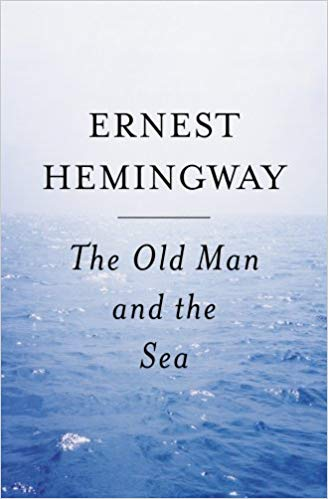 ERNEST
HEMINGWAY
The Old Man
and the
Sea